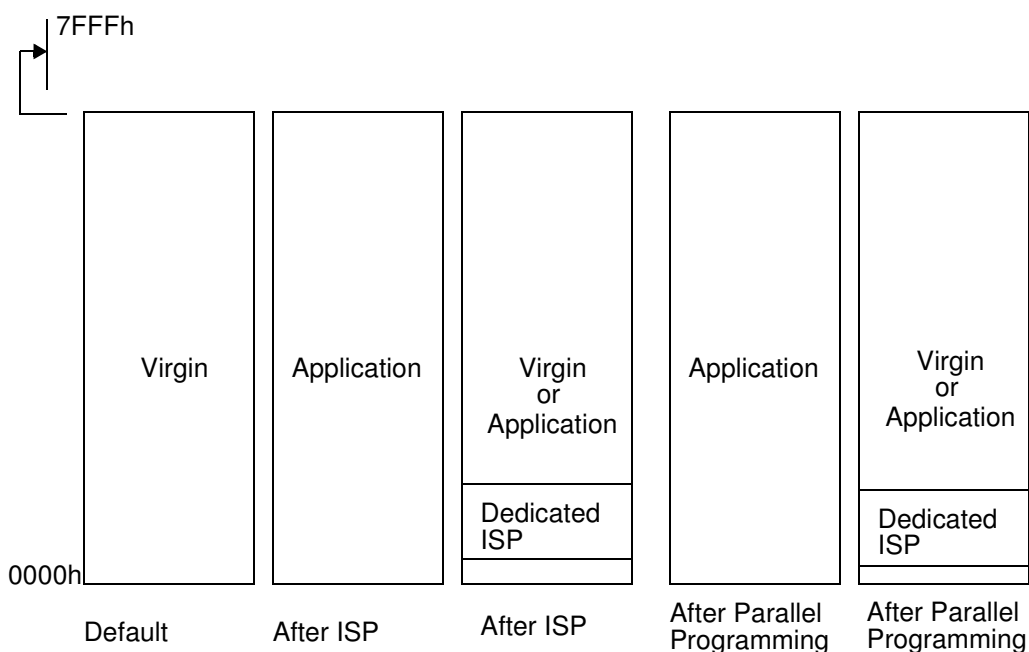 7FFFh
Virgin
Application
Virgin
or
Application
Application
Virgin
or
Application
Dedicated
ISP
Dedicated
ISP
0000h
Default
After ISP
After ISP
After Parallel
Programming
After Parallel
Programming